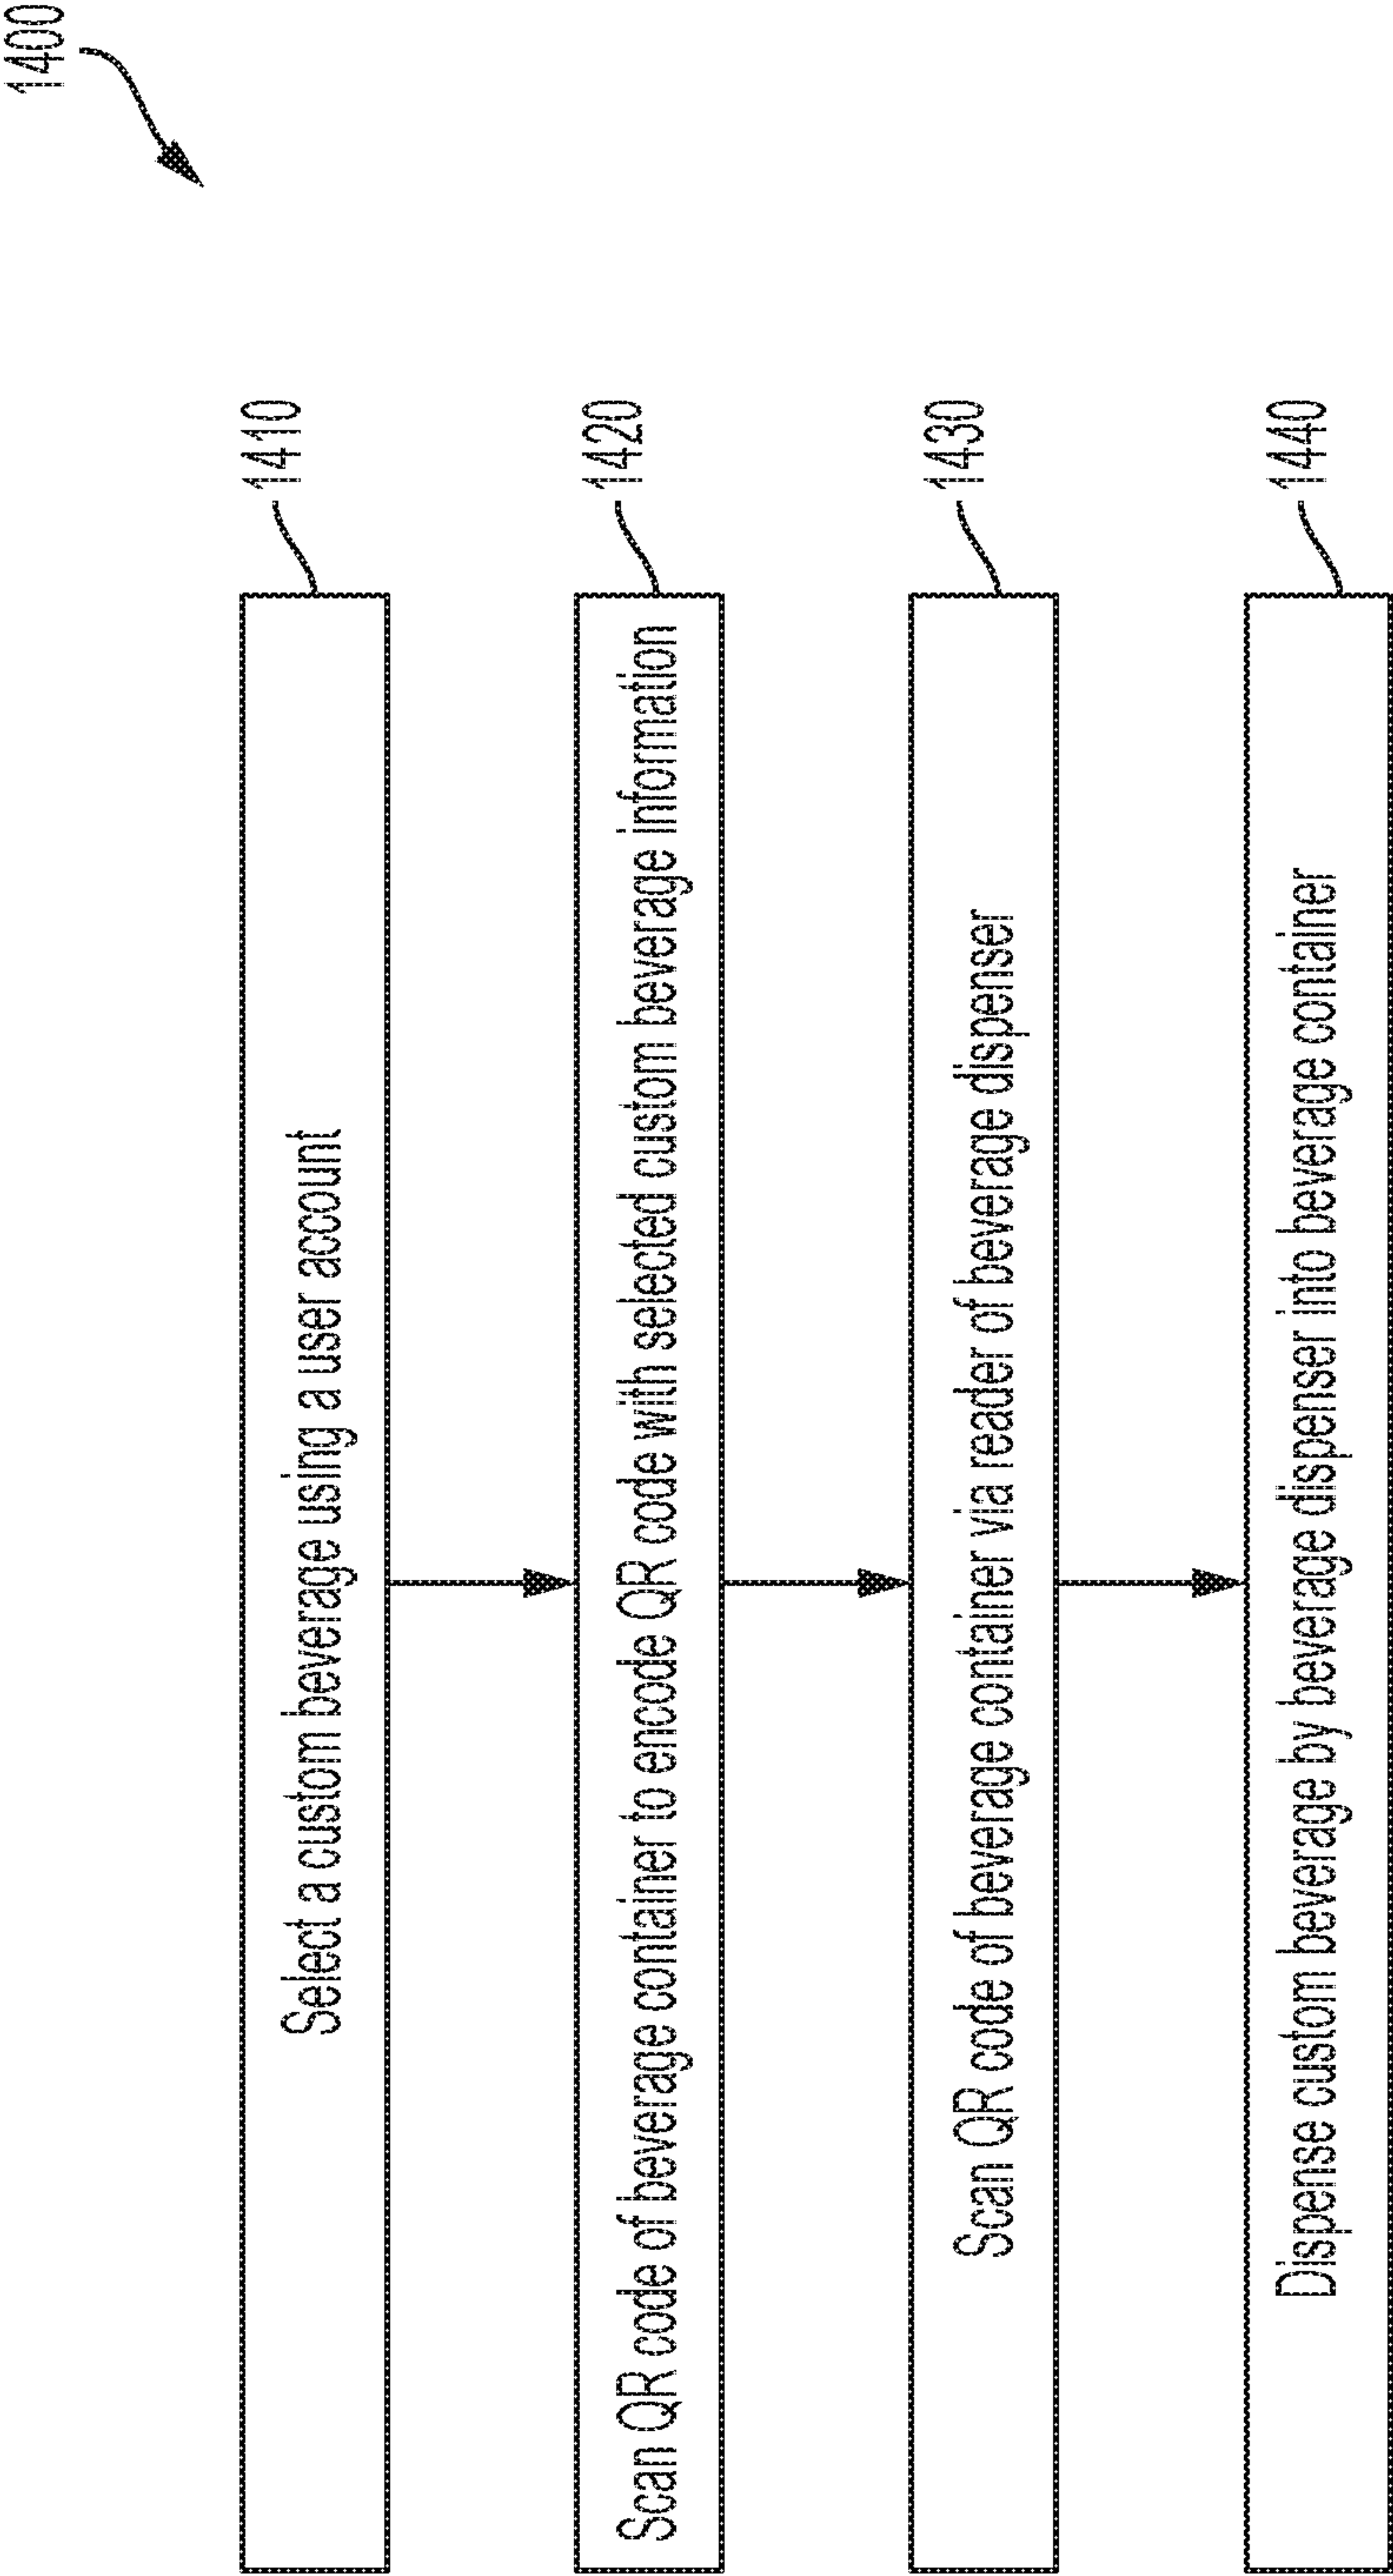 1400
Select a custom beverage using a user account
1410
Scan QR code of beverage container to encode QR code with selected custom beverage information
1420
Scan QR code of beverage container via reader of beverage dispenser
1430
Dispense custom beverage by beverage dispenser into beverage container
1440